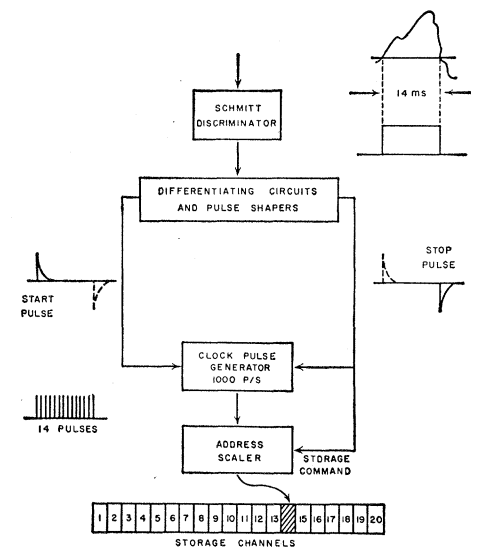 SCHMITT
DISCRIMINATOR
14 ms
DIFFERENTIATING CIRCUITS
AND PULSE SHAPERS
START
PULSE
STOP
PULSE
CLOCK PULSE
GENERATOR
1000 P/S
14 PULSES
ADDRESS
SCALER
STORAGE
COMMAND
1 2 3 4 5 6 7 8 9 10 11 12 13 15 16 17 18 19 20
STORAGE CHANNELS